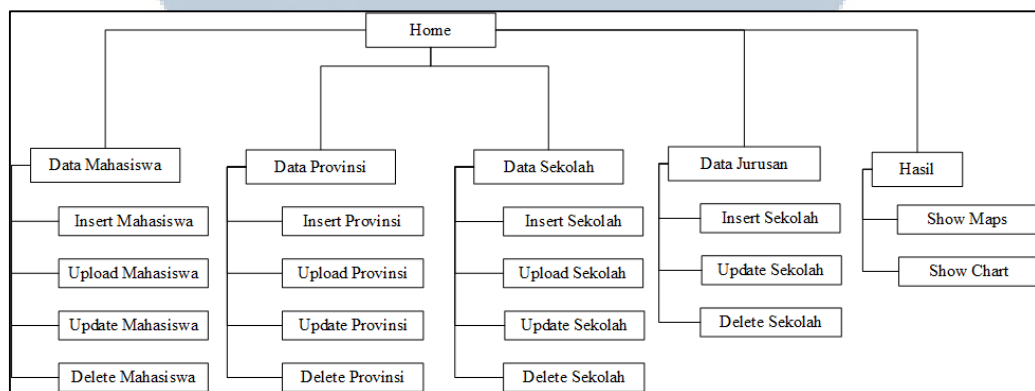 Home
Data Mahasiswa
Insert Mahasiswa
Upload Mahasiswa
Update Mahasiswa
Delete Mahasiswa
Data Provinsi
Insert Provinsi
Upload Provinsi
Update Provinsi
Delete Provinsi
Data Sekolah
Insert Sekolah
Upload Sekolah
Update Sekolah
Delete Sekolah
Data Jurusan
Insert Sekolah
Update Sekolah
Delete Sekolah
Hasil
Show Maps
Show Chart